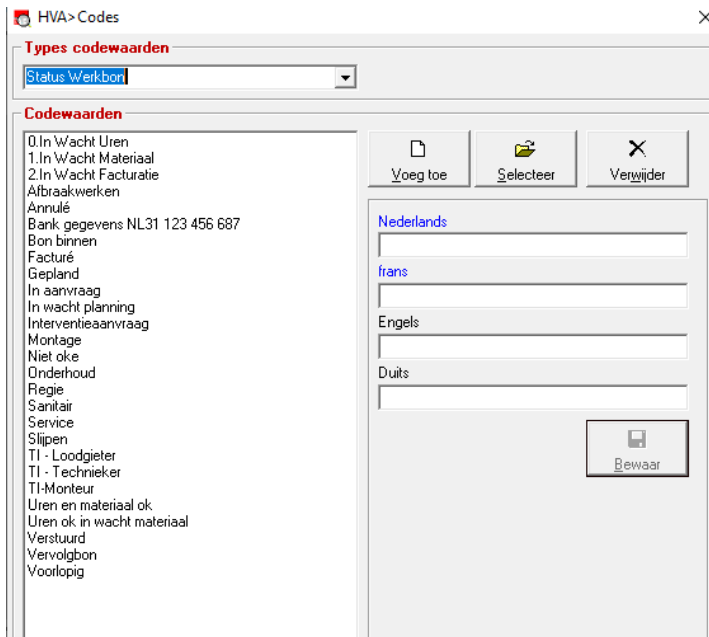 HVA>Codes
Types codewaarden
Status Werkbon
Codewaarden
0.In Wacht Uren
1.In Wacht Materiaal
2.In Wacht Facturatie
Afbraakwerken
Annulé
Bank gegevens NL31 123 456 687
Bon binnen
Facturé
Gepland
In aanvraag
In wacht planning
Interventieaanvraag
Montage
Niet oke
Onderhoud
Regie
Sanitair
Service
Slijpen
TI - Loodgieter
TI - Technieker
TI-Monteur
Uren en materiaal ok
Uren ok in wacht materiaal
Verstuurd
Vervolgbon
Voorlopig
Voeg toe
Selecteer
Verwijder
Nederlands
frans
Engels
Duits
Bewaar